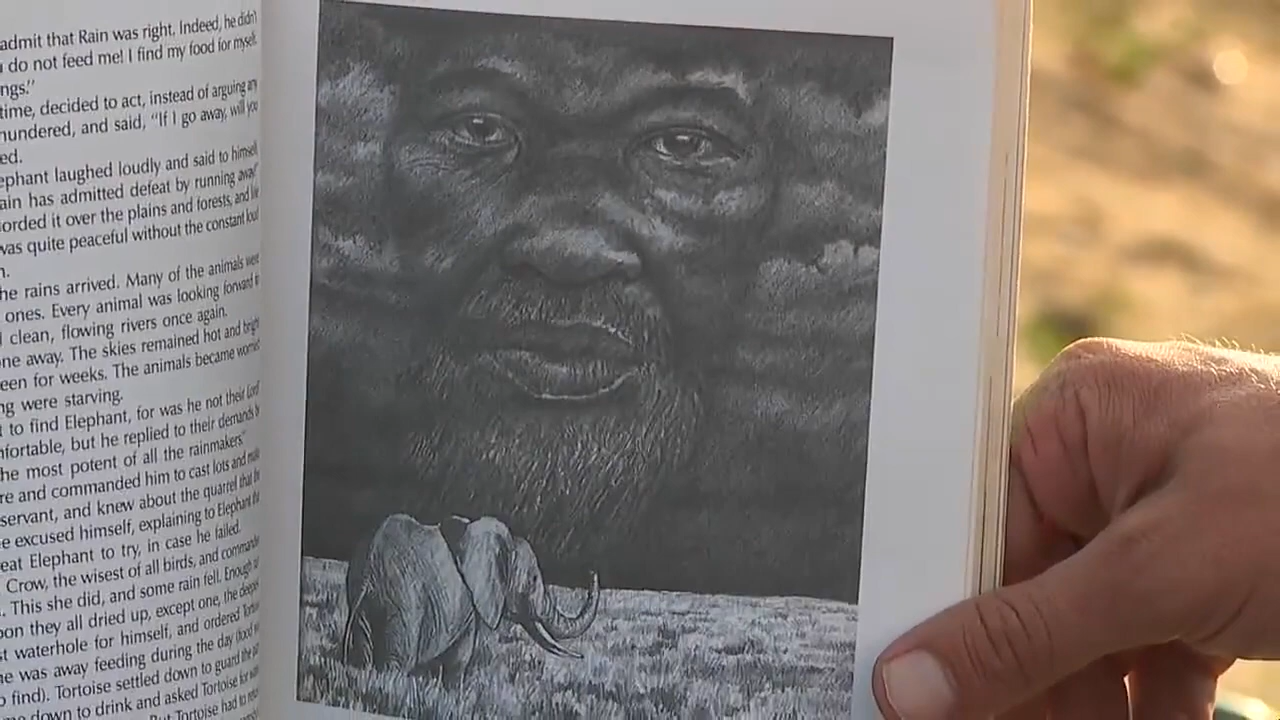 admit that Rain was right. Indeed, he didn't
do not feed me! I find my food for myself.
ngs."
time, decided to act, instead of arguing any
hundered, and said, "If I go away, will you
ed.
ephant laughed loudly and said to himself,
ain has admitted defeat by running away"
orded it over the plains and forests, and
was quite peaceful without the constant loud
n.
he rains arrived. Many of the animals were
ones. Every animal was looking forward to
clean, flowing rivers once again.
one away. The skies remained hot and bright
een for weeks. The animals became worried
ng were starving.
t to find Elephant, for was he not their Lord
nfortable, but he replied to their demands
he most potent of all the rainmakers."
re and commanded him to cast lots and
servant, and knew about the quarrel that
e excused himself, explaining to Elephant that
eat Elephant to try, in case he failed.
Crow, the wisest of all birds, and
. This she did, and some rain fell. Enough
oon they all dried up, except one, the
st waterhole for himself, and ordered
he was away feeding during the day
o find). Tortoise settled down to guard the
me down to drink and asked Tortoise for
But Tortoise had to